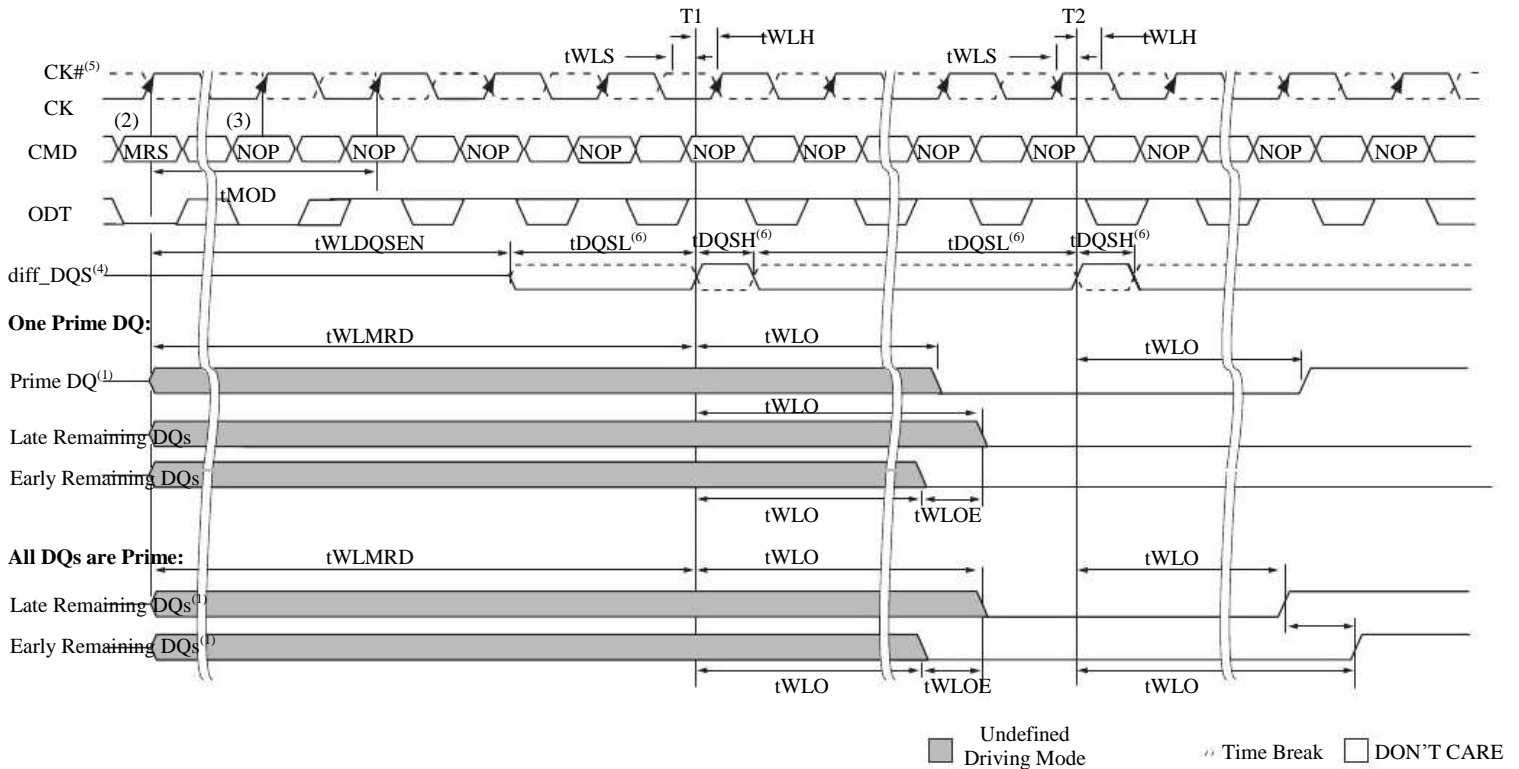 T1 T2
tWLS tWLH tWLS tWLH
CK#(5)
CK
(2) (3)
CMD MRS NOP NOP NOP NOP NOP NOP NOP NOP NOP NOP NOP
tMOD
ODT
tWLDQSEN tDQSL(6) tDQSH(6) tDQSL(6) tDQSH(6)
diff_DQS(4)
One Prime DQ:
tWLMRD tWLO tWLO
Prime DQ(1)
tWLO
Late Remaining DQs
Early Remaining DQs
tWLO tWLOE
All DQs are Prime:
tWLMRD tWLO tWLO
Late Remaining DQs(1)
Early Remaining DQs(1)
tWLO tWLOE tWLO
Undefined
Driving Mode Time Break DON'T CARE